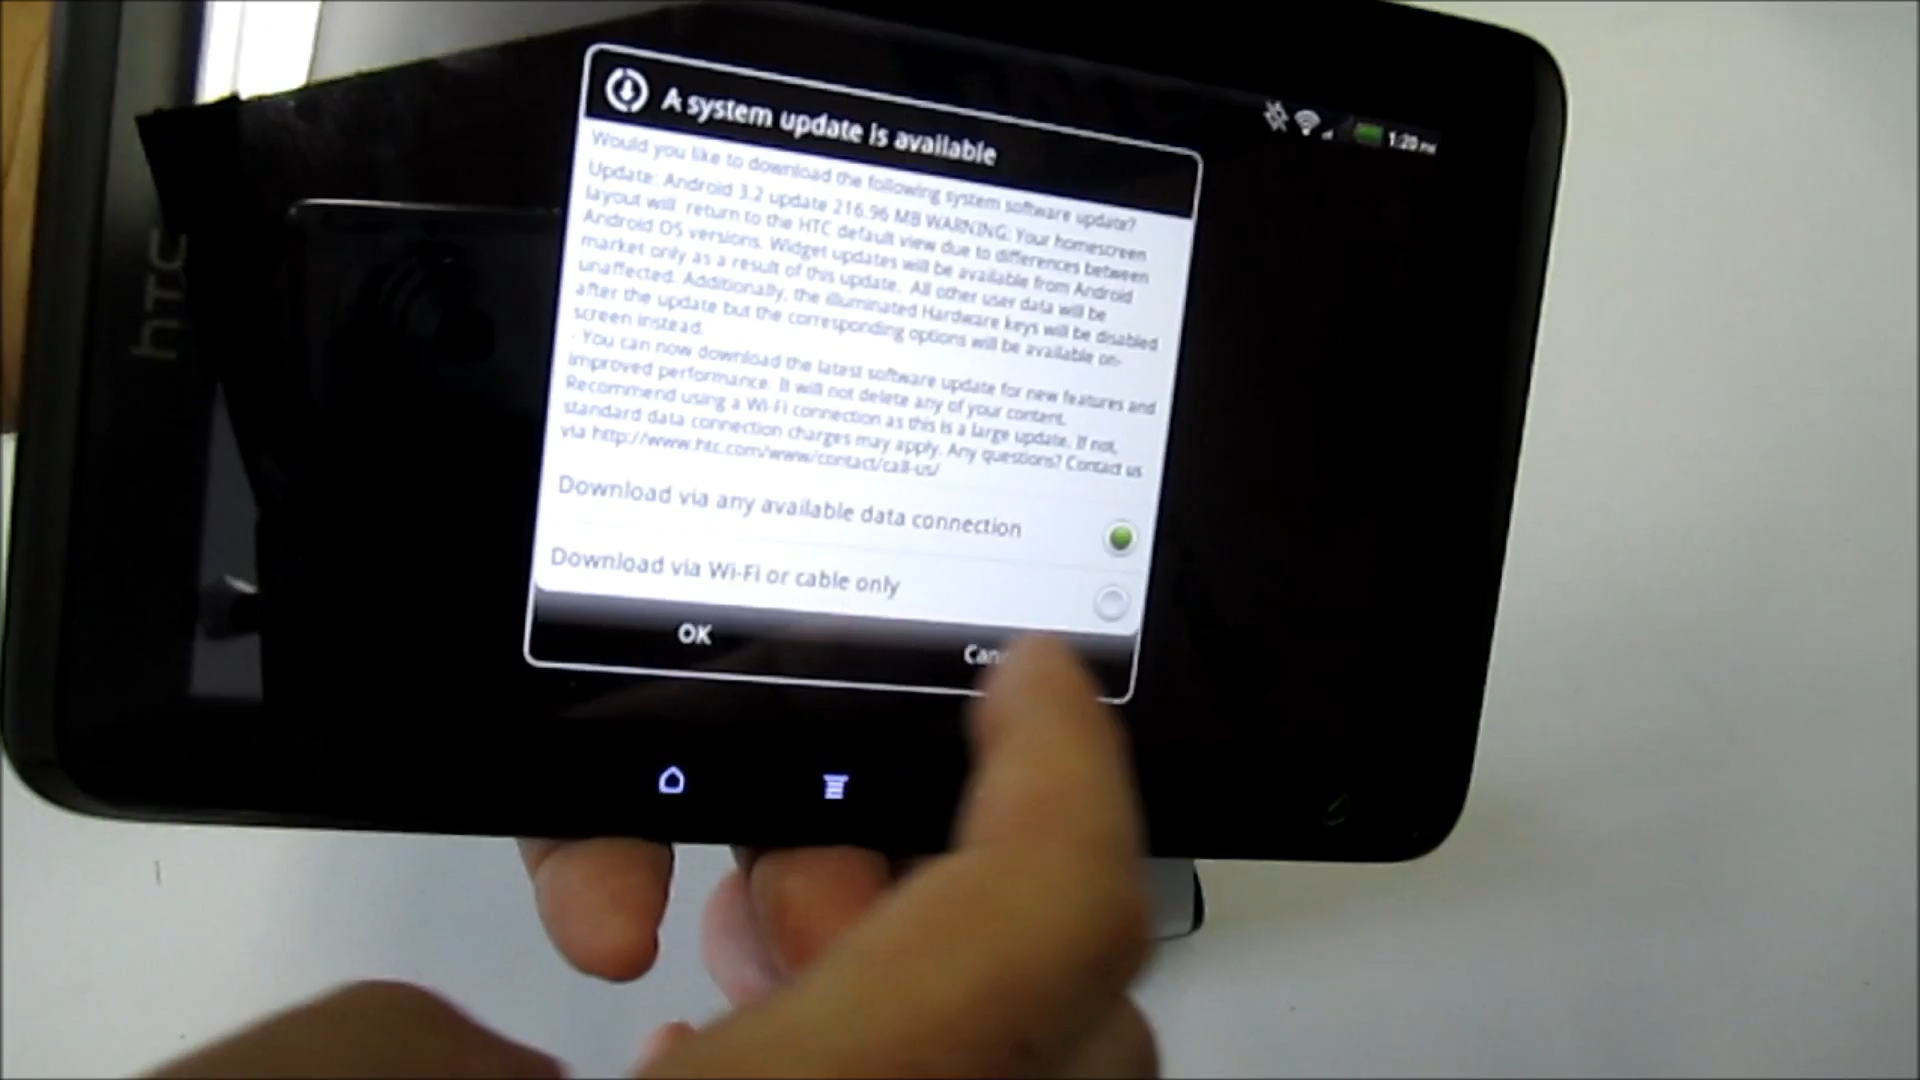 A system update is available
1:20 PM
Would you like to download the following system software update?
Update: Android 3.2 update 216.96 MB WARNING: Your homescreen
layout will return to the HTC default view due to differences between
Android OS versions. Widget updates will be available from Android
market only as a result of this update. All other user data will be
unaffected. Additionally, the illuminated Hardware keys will be disabled
after the update but the corresponding options will be available on-
screen instead.
- You can now download the latest software update for new features and
improved performance. It will not delete any of your content.
Recommend using a Wi-Fi connection as this is a large update. If not,
standard data connection charges may apply. Any questions? Contact us
via http://www.htc.com/www/contact/call-us/
Download via any available data connection
Download via Wi-Fi or cable only
OK
Can
hTC